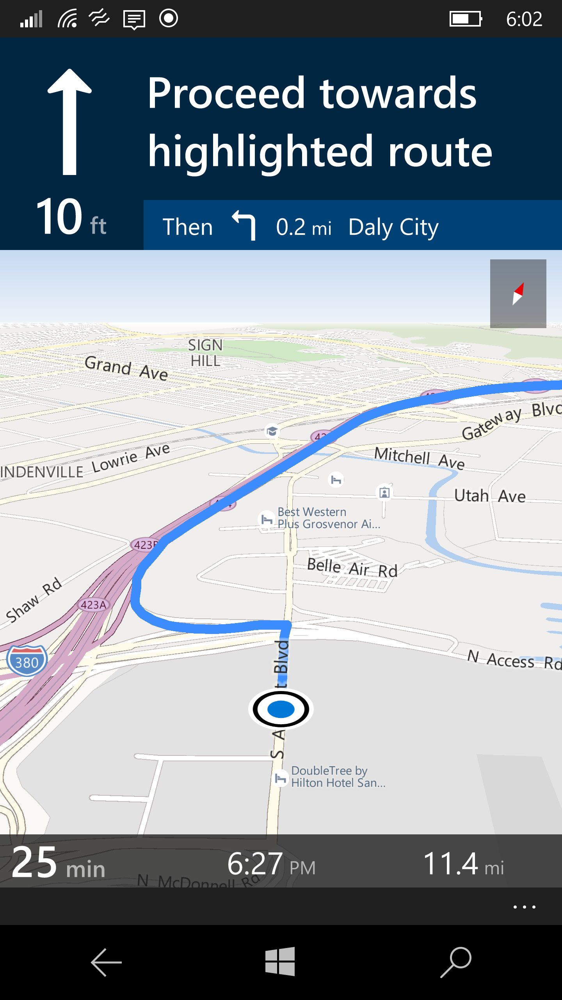 6:02
Proceed towards
highlighted route
10 ft
Then 0.2 mi Daly City
SIGN
HILL
Grand Ave
Gateway Blvd
Lowrie Ave
Mitchell Ave
INDENVILLE
Utah Ave
Best Western
Plus Grosvenor Ai...
423B
Belle Air Rd
Shaw Rd
423A
380
N Access Rd
t Blvd
S A
DoubleTree by
Hilton Hotel San...
25 min 6:27 PM 11.4 mi
N McDonnell Rd